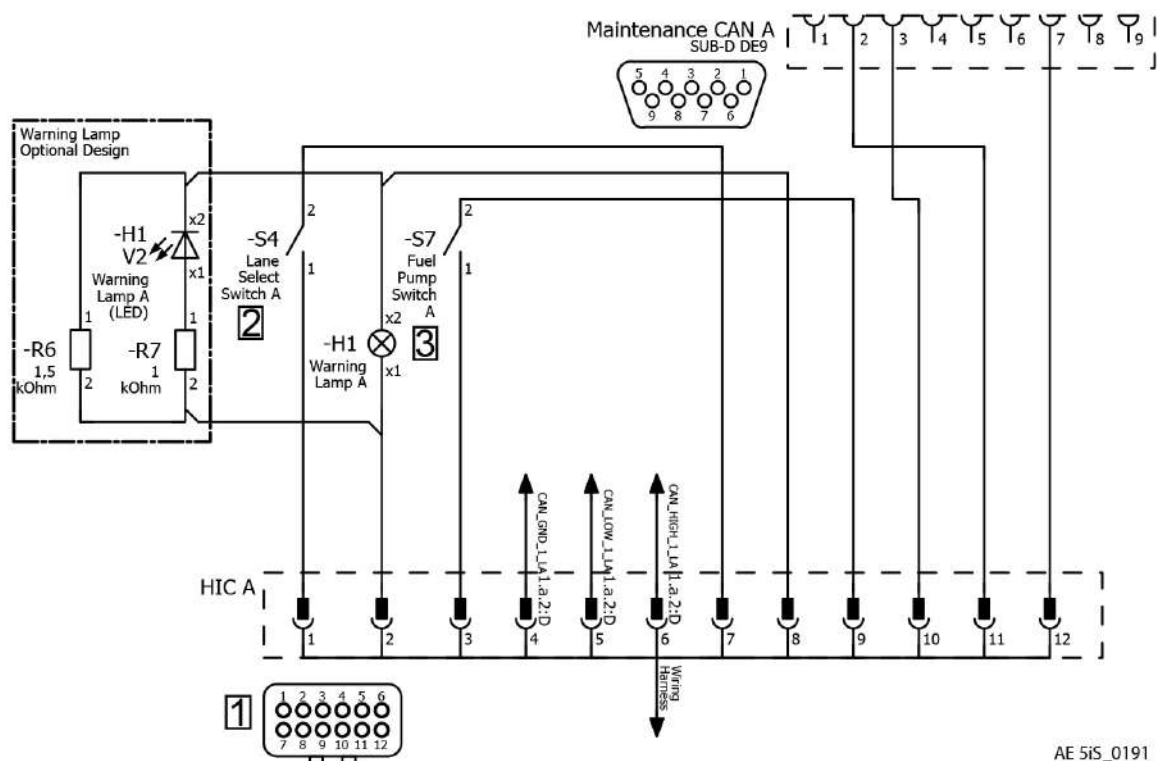 Maintenance CAN A
SUB-D DE9
1 2 3 4 5 6 7 8 9
5 4 3 2 1
9 8 7 6
Warning Lamp
Optional Design
-H1
V2
x2
x1
Warning
Lamp A
(LED)
-R6
1,5
kOhm
1
2
-R7
1
kOhm
1
2
-S4
Lane
Select
Switch A
2
1
2
-H1
Warning
Lamp A
x2
x1
-S7
Fuel
Pump
Switch
A
2
1
3
CAN_GND_1_LA
1.a.2:D
CAN_LOW_1_LA
1.a.2:D
CAN_HIGH_1_LA
1.a.2:D
HIC A
1 2 3 4 5 6 7 8 9 10 11 12
Wiring
Harness
1
1 2 3 4 5 6
7 8 9 10 11 12
AE 5iS_0191